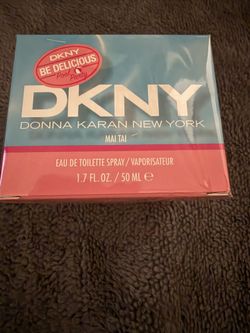 DKNY
BE DELICIOUS
DKNY
DONNA KARAN NEW YORK
MAI TAI
EAU DE TOILETTE SPRAY / VAPORISATEUR
1.7 FL. OZ. / 50 ML ℮